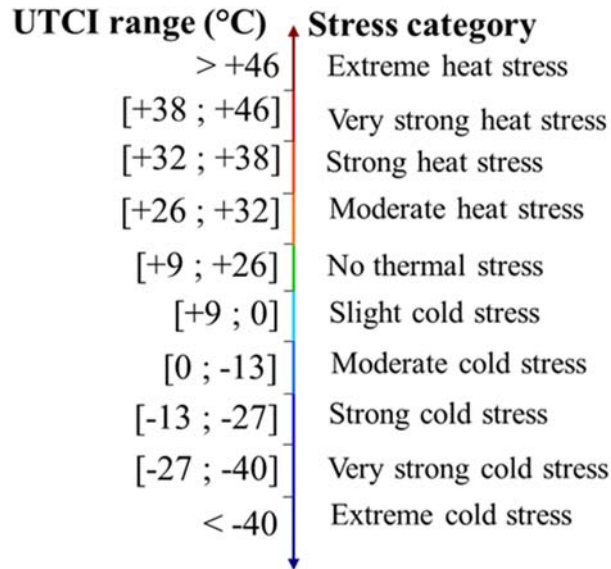 UTCI range (°C) Stress category
> +46 Extreme heat stress
[+38 ; +46] Very strong heat stress
[+32 ; +38] Strong heat stress
[+26 ; +32] Moderate heat stress
[+9 ; +26] No thermal stress
[+9 ; 0] Slight cold stress
[0 ; -13] Moderate cold stress
[-13 ; -27] Strong cold stress
[-27 ; -40] Very strong cold stress
< -40 Extreme cold stress